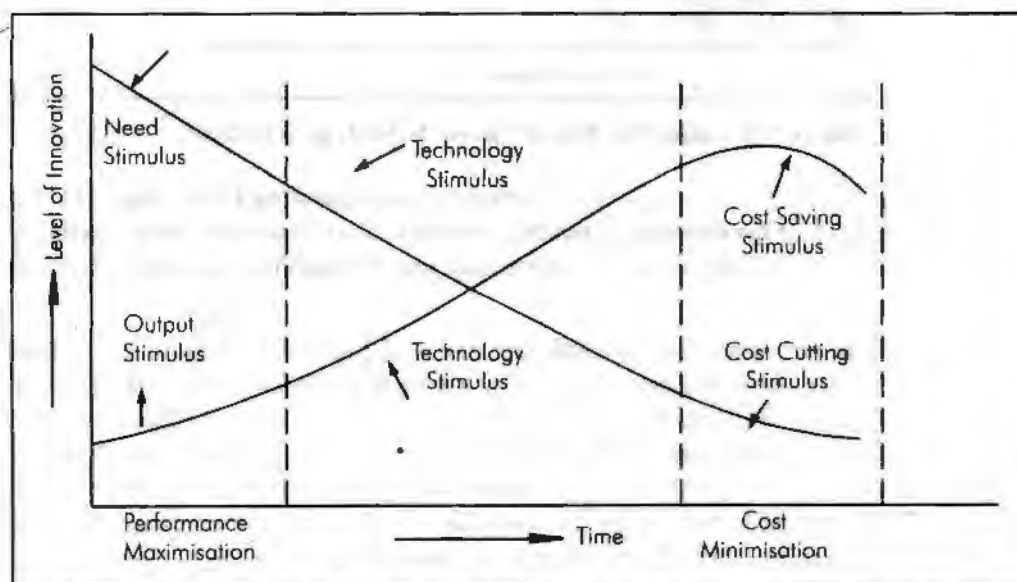 Need
Stimulus
Technology
Stimulus
Cost Saving
Stimulus
Level of Innovation
Output
Stimulus
Technology
Stimulus
Cost Cutting
Stimulus
Performance
Maximisation
Time
Cost
Minimisation